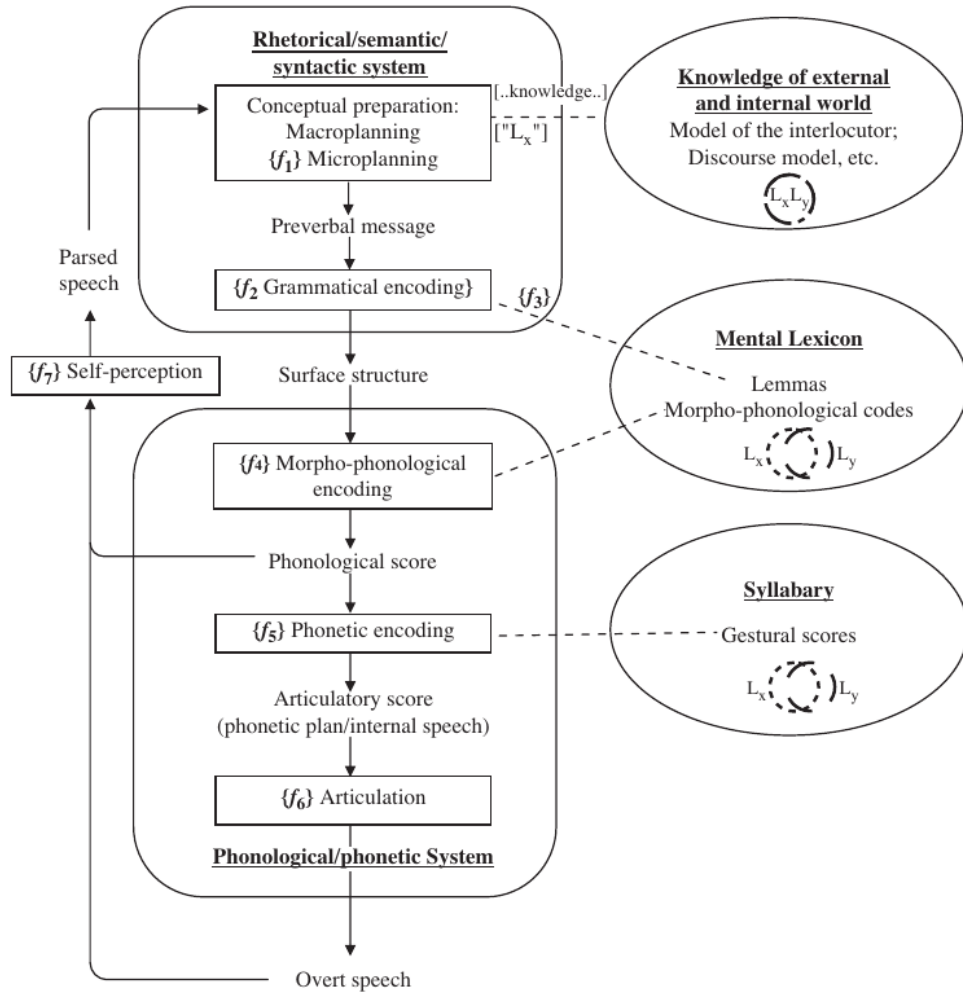 Rhetorical/semantic/
syntactic system
Conceptual preparation:
Macroplanning
{f1} Microplanning
[..knowledge..]
["Lx"]
Knowledge of external
and internal world
Model of the interlocutor;
Discourse model, etc.
LxLy
Preverbal message
Parsed
speech
{f2 Grammatical encoding}
{f3}
Mental Lexicon
Lemmas
Morpho-phonological codes
Lx Ly
{f7} Self-perception
Surface structure
{f4} Morpho-phonological
encoding
Phonological score
Syllabary
Gestural scores
Lx Ly
{f5} Phonetic encoding
Articulatory score
(phonetic plan/internal speech)
{f6} Articulation
Phonological/phonetic System
Overt speech